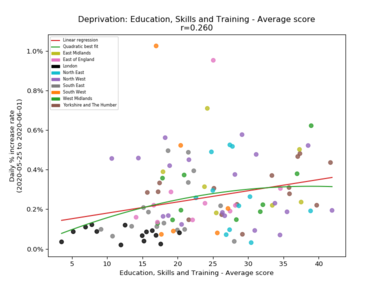 Deprivation: Education, Skills and Training - Average score
r=0.260
Daily % increase rate
(2020-05-25 to 2020-06-01)
1.0%
0.8%
0.6%
0.4%
0.2%
0.0%
Linear regression
Quadratic best fit
East Midlands
East of England
London
North East
North West
South East
South West
West Midlands
Yorkshire and The Humber
5 10 15 20 25 30 35 40
Education, Skills and Training - Average score